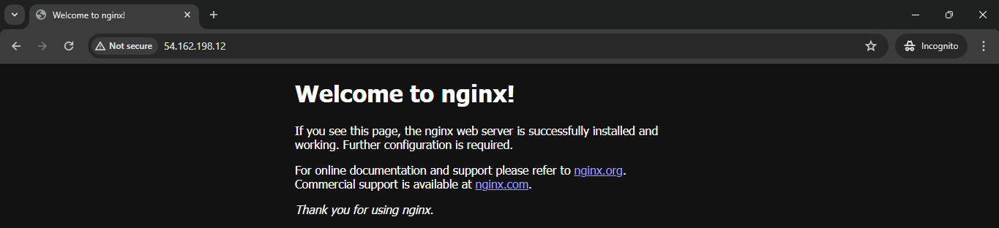 Welcome to nginx!
Not secure
54.162.198.12
Incognito
Welcome to nginx!
If you see this page, the nginx web server is successfully installed and
working. Further configuration is required.
For online documentation and support please refer to nginx.org.
Commercial support is available at nginx.com.
Thank you for using nginx.